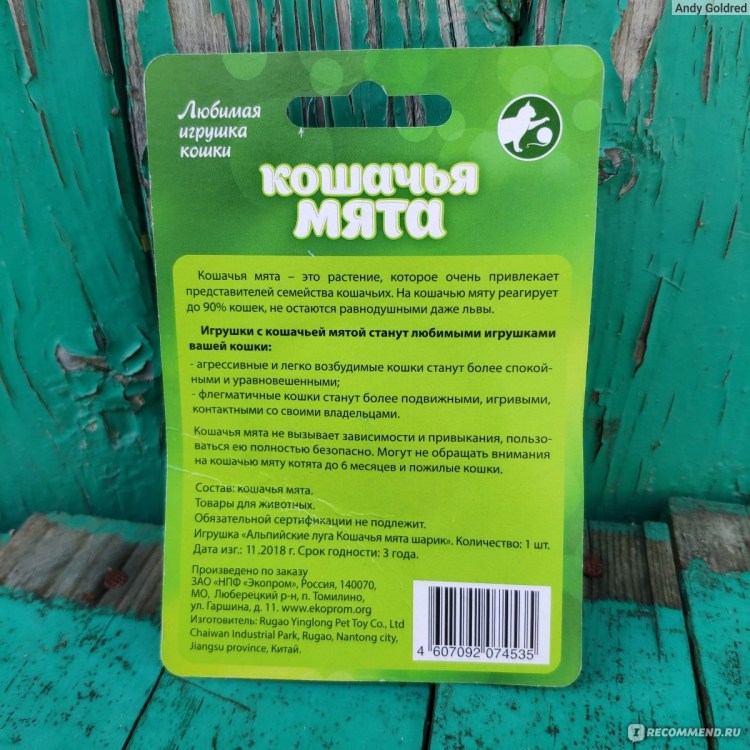 Andy Goldred
Любимая
игрушка
кошки
кошачья
мята
Кошачья мята – это растение, которое очень привлекает
представителей семейства кошачьих. На кошачью мяту реагирует
до 90% кошек, не остаются равнодушными даже львы.
Игрушки с кошачьей мятой станут любимыми игрушками
вашей кошки:
- агрессивные и легко возбудимые кошки станут более спокой-
ными и уравновешенными;
- флегматичные кошки станут более подвижными, игривыми,
контактными со своими владельцами.
Кошачья мята не вызывает зависимости и привыкания, пользо-
ваться ею полностью безопасно. Могут не обращать внимания
на кошачью мяту котята до 6 месяцев и пожилые кошки.
Состав: кошачья мята.
Товары для животных.
Обязательной сертификации не подлежит.
Игрушка «Альпийские луга Кошачья мята шарик». Количество: 1 шт.
Дата изг.: 11.2018 г. Срок годности: 3 года.
Произведено по заказу
ЗАО «НПФ «Экопром», Россия, 140070,
МО, Люберецкий р-н, п. Томилино,
ул. Гаршина, д. 11. www.ekoprom.org
Изготовитель: Rugao Yinglong Pet Toy Co., Ltd
Chaiwan Industrial Park, Rugao, Nantong city,
Jiangsu province, Китай.
4 607092 074535
IRECOMMEND.RU